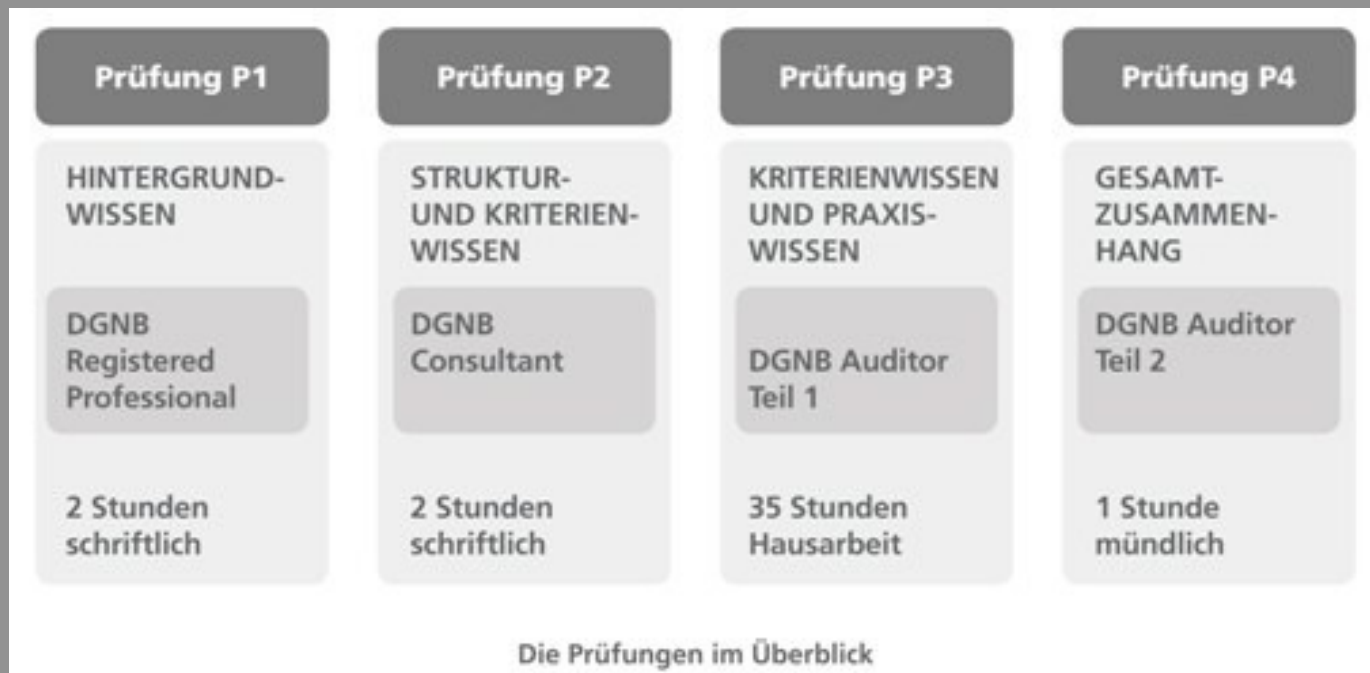 Prüfung P1
HINTERGRUND-
WISSEN
DGNB
Registered
Professional
2 Stunden
schriftlich
Prüfung P2
STRUKTUR-
UND KRITERIEN-
WISSEN
DGNB
Consultant
2 Stunden
schriftlich
Prüfung P3
KRITERIENWISSEN
UND PRAXIS-
WISSEN
DGNB Auditor
Teil 1
35 Stunden
Hausarbeit
Prüfung P4
GESAMT-
ZUSAMMEN-
HANG
DGNB Auditor
Teil 2
1 Stunde
mündlich
Die Prüfungen im Überblick